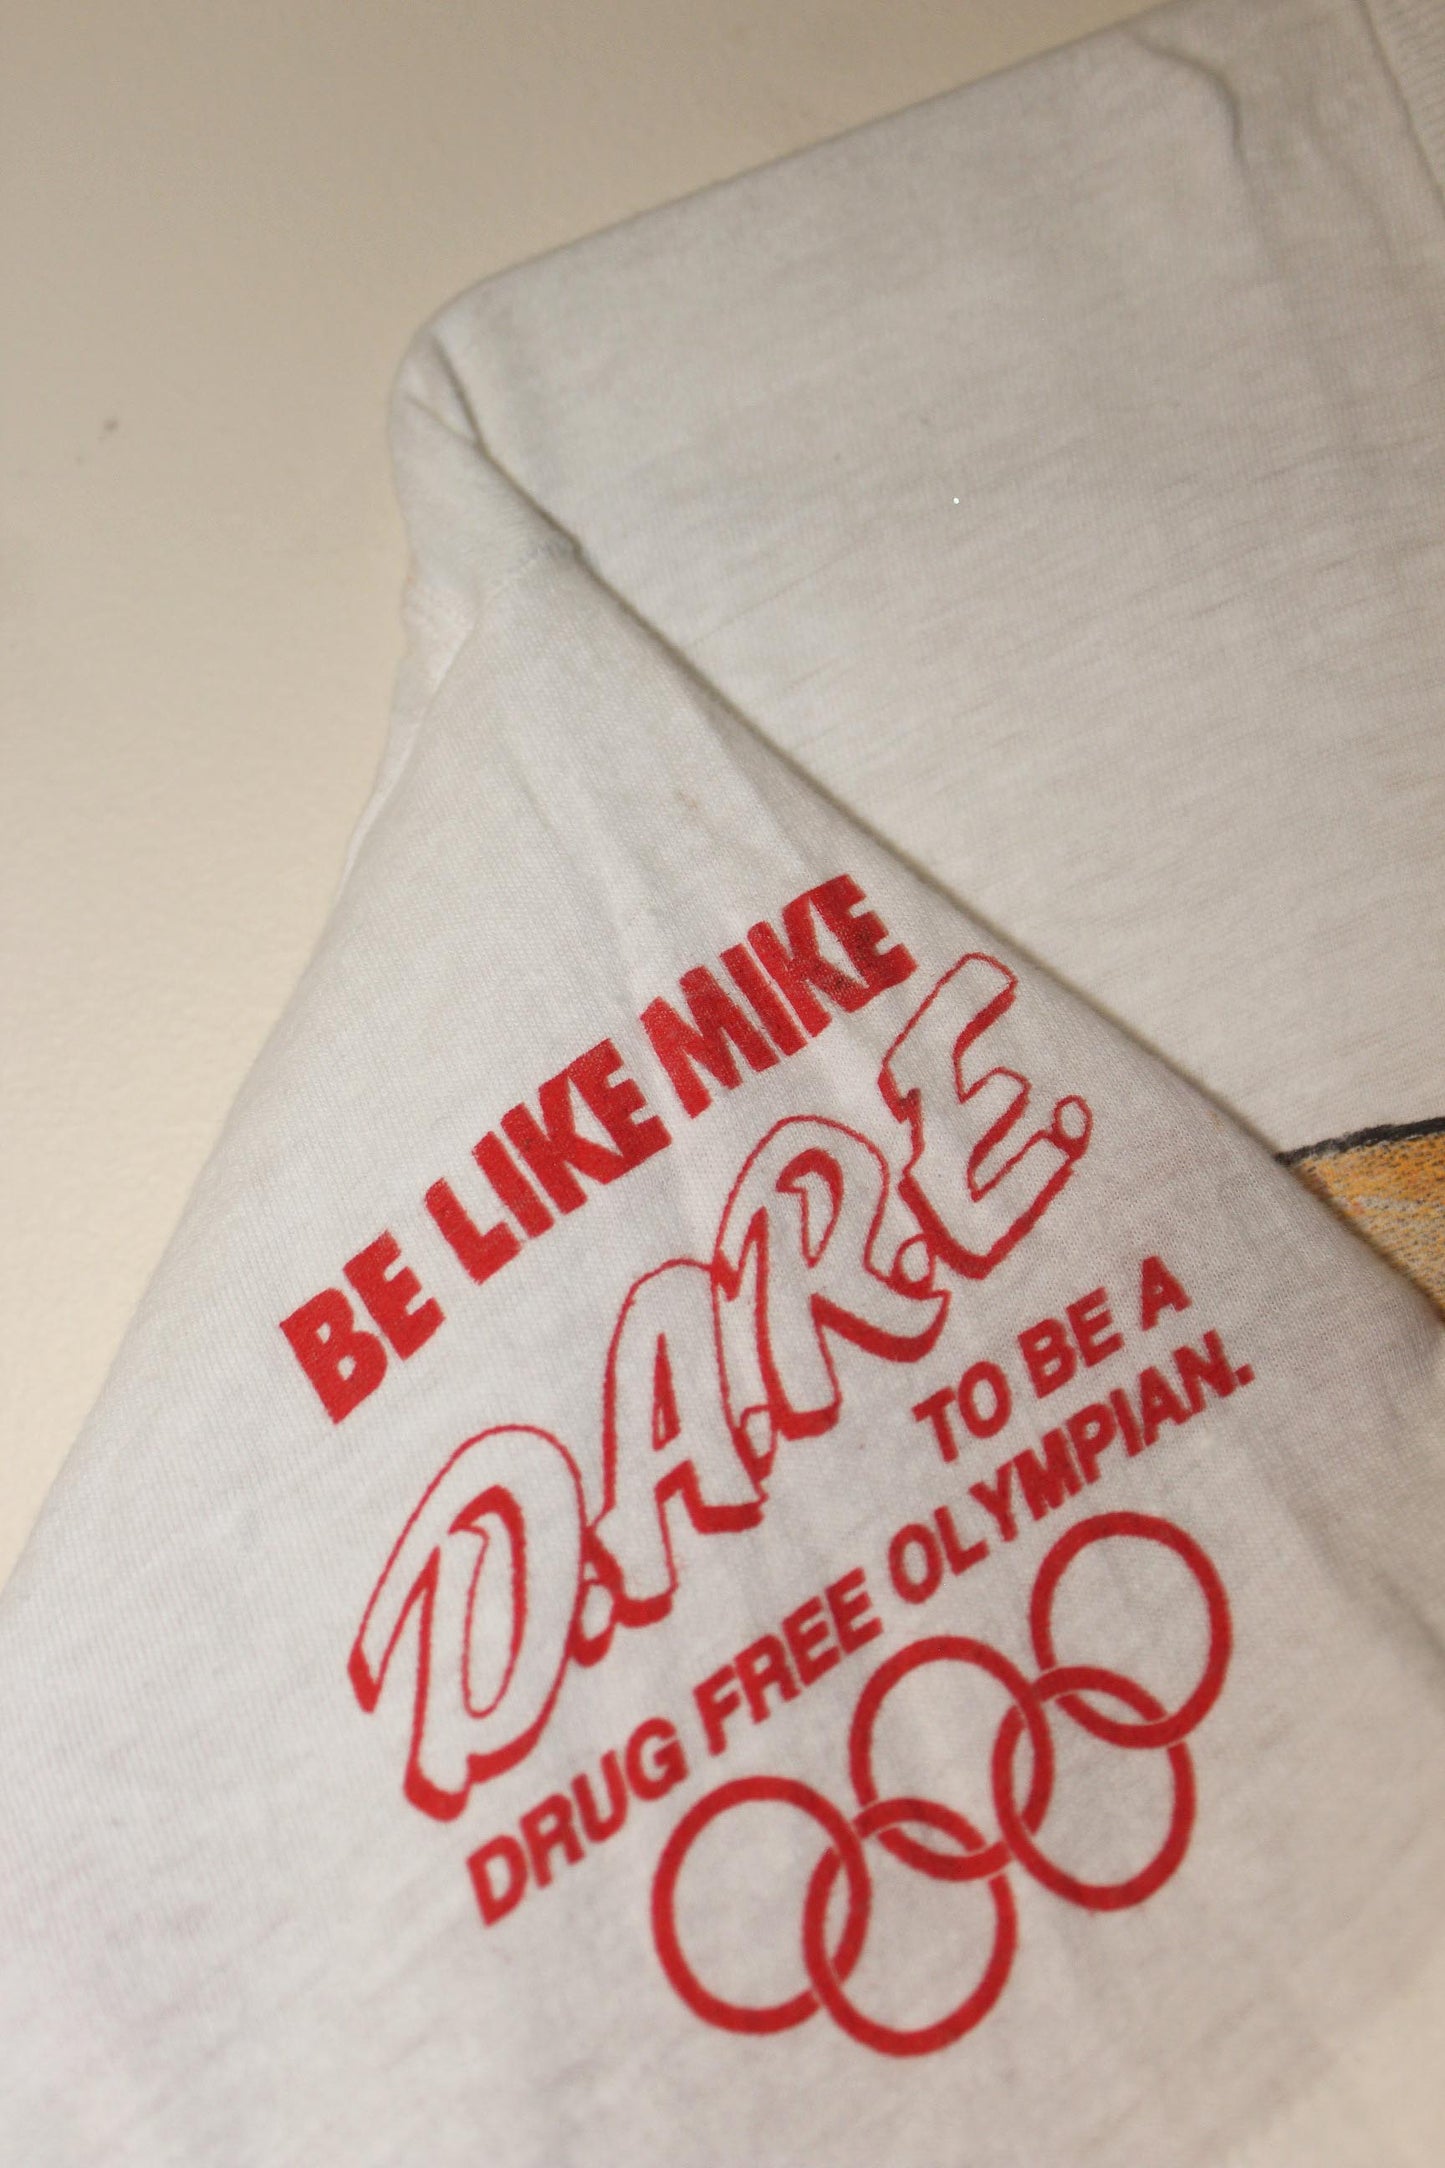 BE LIKE MIKE
D.A.R.E.
TO BE A
DRUG FREE OLYMPIAN.